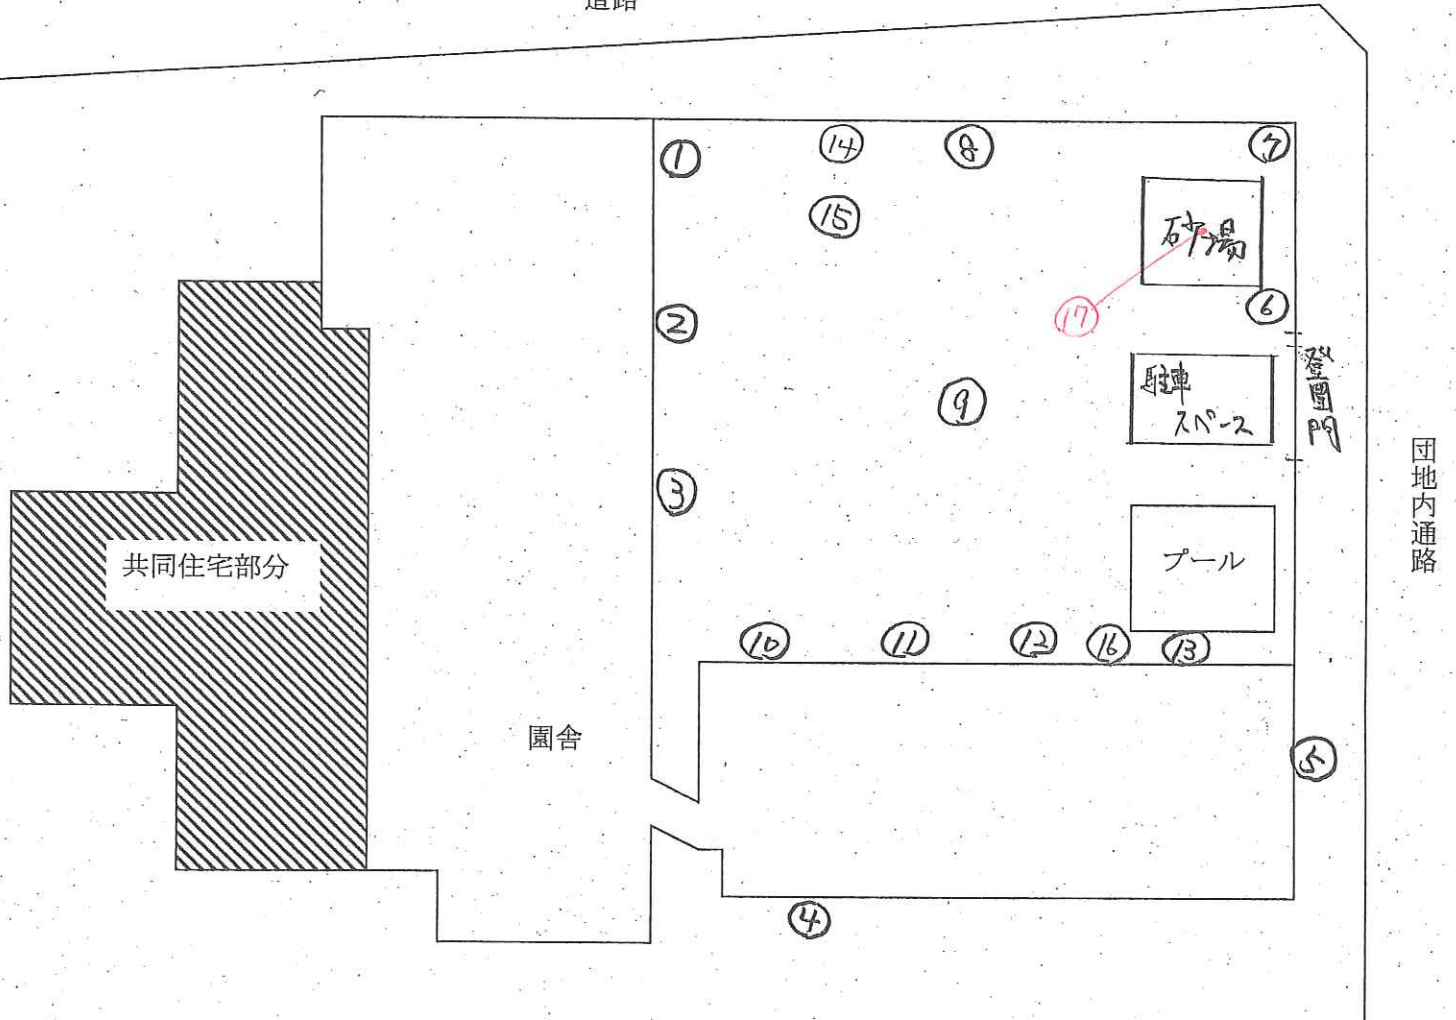 道路
① ⑭ ⑧ ⑦
⑮
砂場
⑰
② ⑥
駐車
スペース
登園門
⑨
③
団地内通路
共同住宅部分
プール
⑩ ⑪ ⑫ ⑯ ⑬
園舎
⑤
④